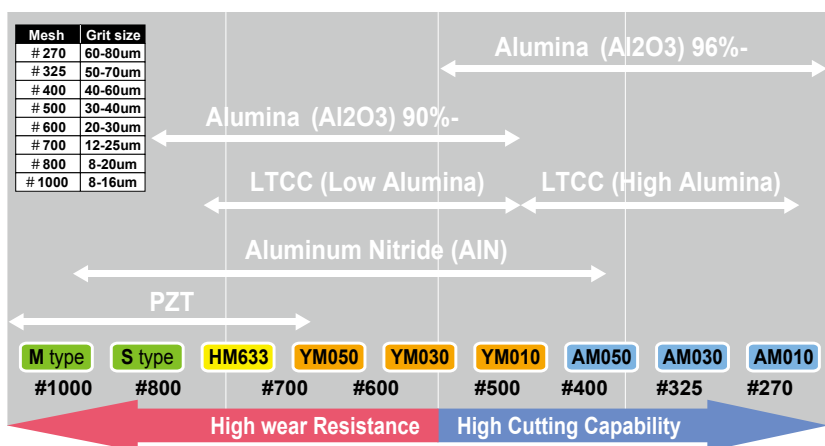 Mesh Grit size
#270 60-80um
#325 50-70um
#400 40-60um
#500 30-40um
#600 20-30um
#700 12-25um
#800 8-20um
#1000 8-16um
Alumina (Al2O3) 96%-
Alumina (Al2O3) 90%-
LTCC (Low Alumina) LTCC (High Alumina)
Aluminum Nitride (AlN)
PZT
M type S type HM633 YM050 YM030 YM010 AM050 AM030 AM010
#1000 #800 #700 #600 #500 #400 #325 #270
High wear Resistance High Cutting Capability